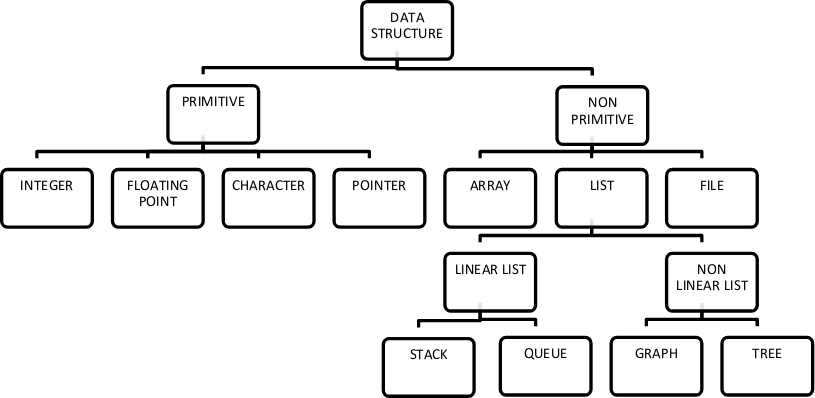 DATA
STRUCTURE
PRIMITIVE
NON
PRIMITIVE
INTEGER
FLOATING
POINT
CHARACTER
POINTER
ARRAY
LIST
FILE
LINEAR LIST
NON
LINEAR LIST
STACK
QUEUE
GRAPH
TREE